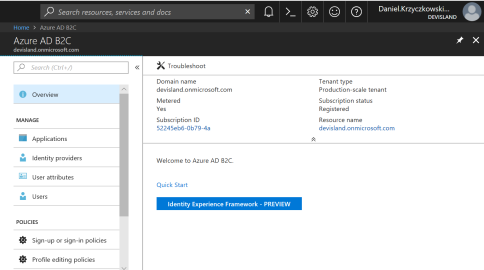 Search resources, services and docs
Daniel.Krzyczkowski...
DEVISLAND
Home > Azure AD B2C
Azure AD B2C
devisland.onmicrosoft.com
Search (Ctrl+/)
Overview
MANAGE
Applications
Identity providers
User attributes
Users
POLICIES
Sign-up or sign-in policies
Profile editing policies
Troubleshoot
Domain name
devisland.onmicrosoft.com
Tenant type
Production-scale tenant
Metered
Yes
Subscription status
Registered
Subscription ID
52245eb6-0b79-4a
Resource name
devisland.onmicrosoft.com
Welcome to Azure AD B2C.
Quick Start
Identity Experience Framework - PREVIEW